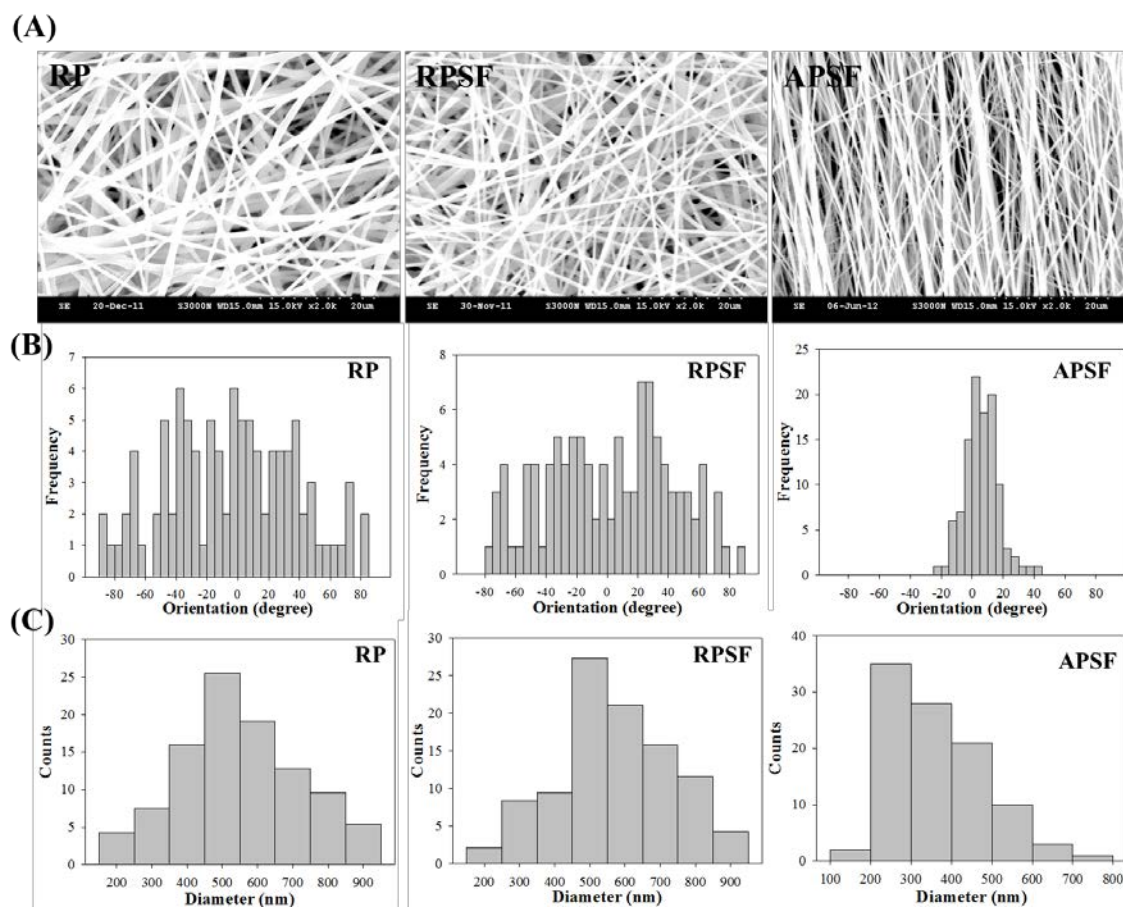 (A)
RP RPSF APSF
SE 20-Dec-11 S3000N WD15.0mm 15.0kV x2.0k 20um
SE 30-Nov-11 S3000N WD15.0mm 15.0kV x2.0k 20um
SE 06-Jun-12 S3000N WD15.0mm 15.0kV x2.0k 20um
(B)
RP
Frequency
7
6
5
4
3
2
1
0
-80 -60 -40 -20 0 20 40 60 80
Orientation (degree)
RPSF
Frequency
8
6
4
2
0
-80 -60 -40 -20 0 20 40 60 80
Orientation (degree)
APSF
Frequency
25
20
15
10
5
0
-80 -60 -40 -20 0 20 40 60 80
Orientation (degree)
(C)
RP
Counts
30
25
20
15
10
5
0
200 300 400 500 600 700 800 900
Diameter (nm)
RPSF
Counts
30
25
20
15
10
5
0
200 300 400 500 600 700 800 900
Diameter (nm)
APSF
Counts
40
30
20
10
0
100 200 300 400 500 600 700 800
Diameter (nm)